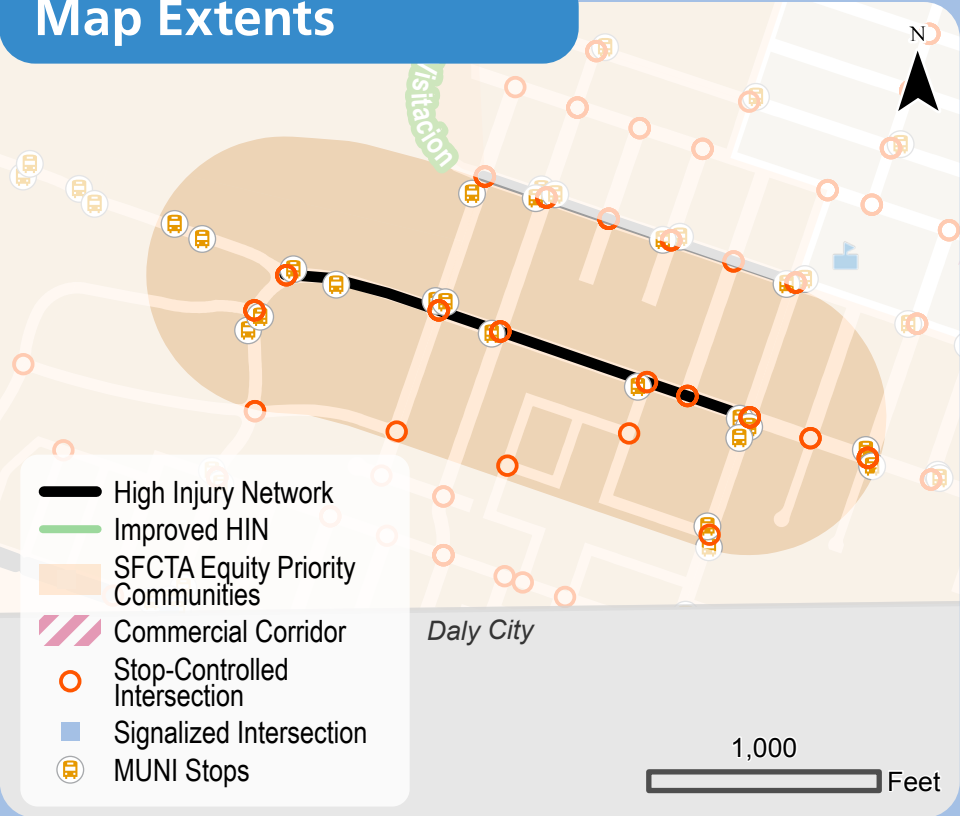 Map Extents
N
Visitacion
High Injury Network
Improved HIN
SFCTA Equity Priority
Communities
Commercial Corridor
Stop-Controlled
Intersection
Signalized Intersection
MUNI Stops
Daly City
1,000
Feet